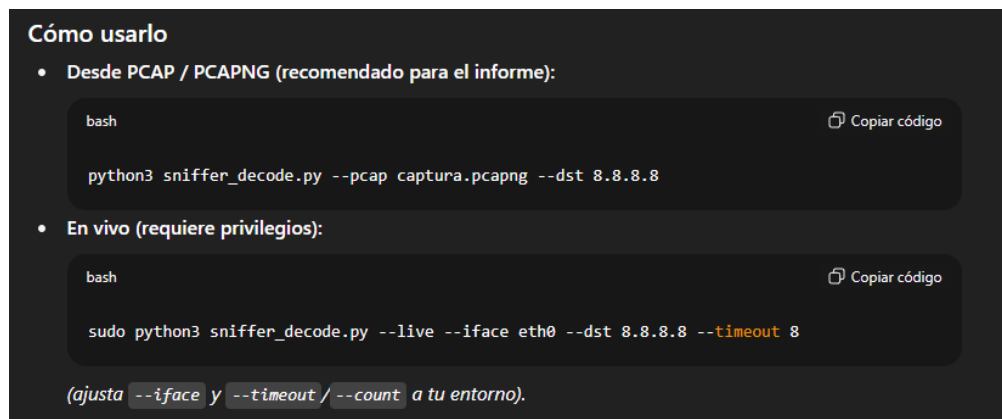 Cómo usarlo
• Desde PCAP / PCAPNG (recomendado para el informe):
bash
Copiar código
python3 sniffer_decode.py --pcap captura.pcapng --dst 8.8.8.8
• En vivo (requiere privilegios):
bash
Copiar código
sudo python3 sniffer_decode.py --live --iface eth0 --dst 8.8.8.8 --timeout 8
(ajusta --iface y --timeout / --count a tu entorno).